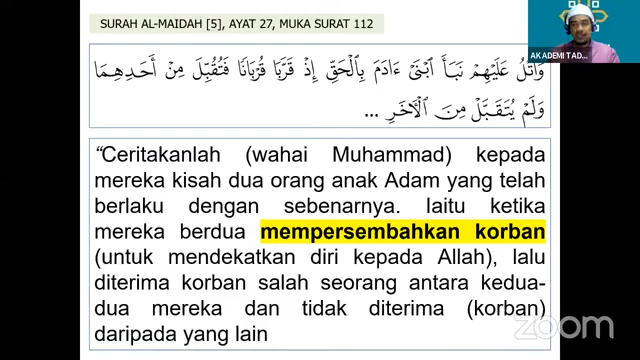 SURAH AL-MAIDAH [5], AYAT 27, MUKA SURAT 112
AKADEMI TAD...
وَٱتْلُ عَلَيْهِمْ نَبَأَ ٱبْنَىْ ءَادَمَ بِٱلْحَقِّ إِذْ قَرَّبَا قُرْبَانًا فَتُقُبِّلَ مِنْ أَحَدِهِمَا
وَلَمْ يُتَقَبَّلْ مِنَ ٱلْـَٔاخَرِ ...
“Ceritakanlah (wahai Muhammad) kepada
mereka kisah dua orang anak Adam yang telah
berlaku dengan sebenarnya. Iaitu ketika
mereka berdua mempersembahkan korban
(untuk mendekatkan diri kepada Allah), lalu
diterima korban salah seorang antara kedua-
dua mereka dan tidak diterima (korban)
daripada yang lain
zoom